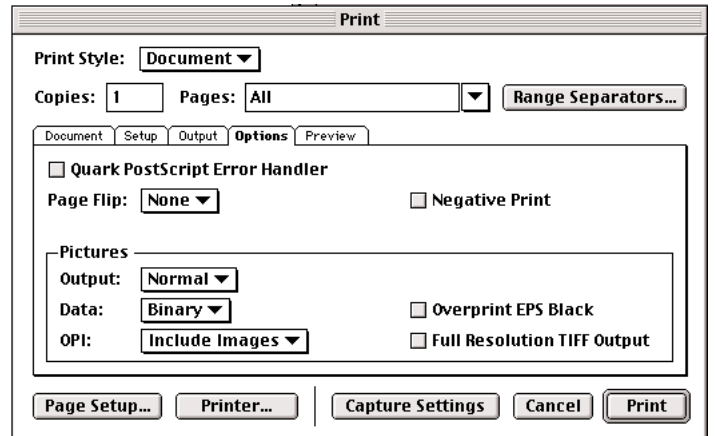 Print
Print Style: Document
Copies: 1 Pages: All Range Separators...
Document Setup Output Options Preview
Quark PostScript Error Handler
Page Flip: None Negative Print
Pictures
Output: Normal
Data: Binary Overprint EPS Black
OPI: Include Images Full Resolution TIFF Output
Page Setup... Printer... Capture Settings Cancel Print